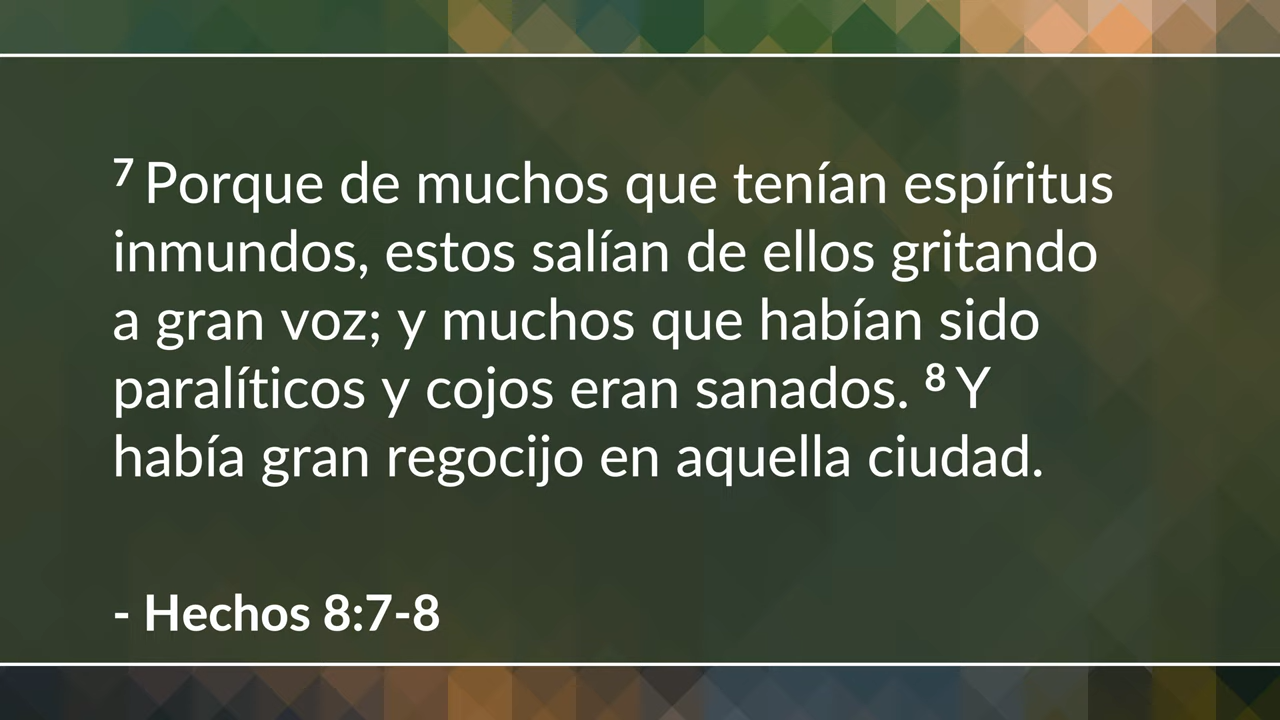 7 Porque de muchos que tenían espíritus
inmundos, estos salían de ellos gritando
a gran voz; y muchos que habían sido
paralíticos y cojos eran sanados. 8 Y
había gran regocijo en aquella ciudad.
- Hechos 8:7-8